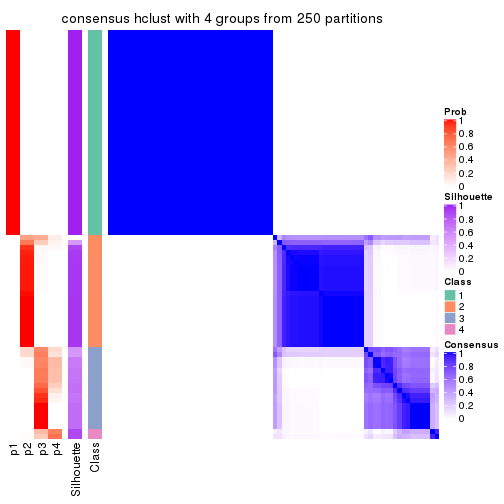 consensus hclust with 4 groups from 250 partitions
Prob
1
0.8
0.6
0.4
0.2
0
Silhouette
1
0.8
0.6
0.4
0.2
0
Class
1
2
3
4
Consensus
1
0.8
0.6
0.4
0.2
0
p1
p2
p3
p4
Silhouette
Class